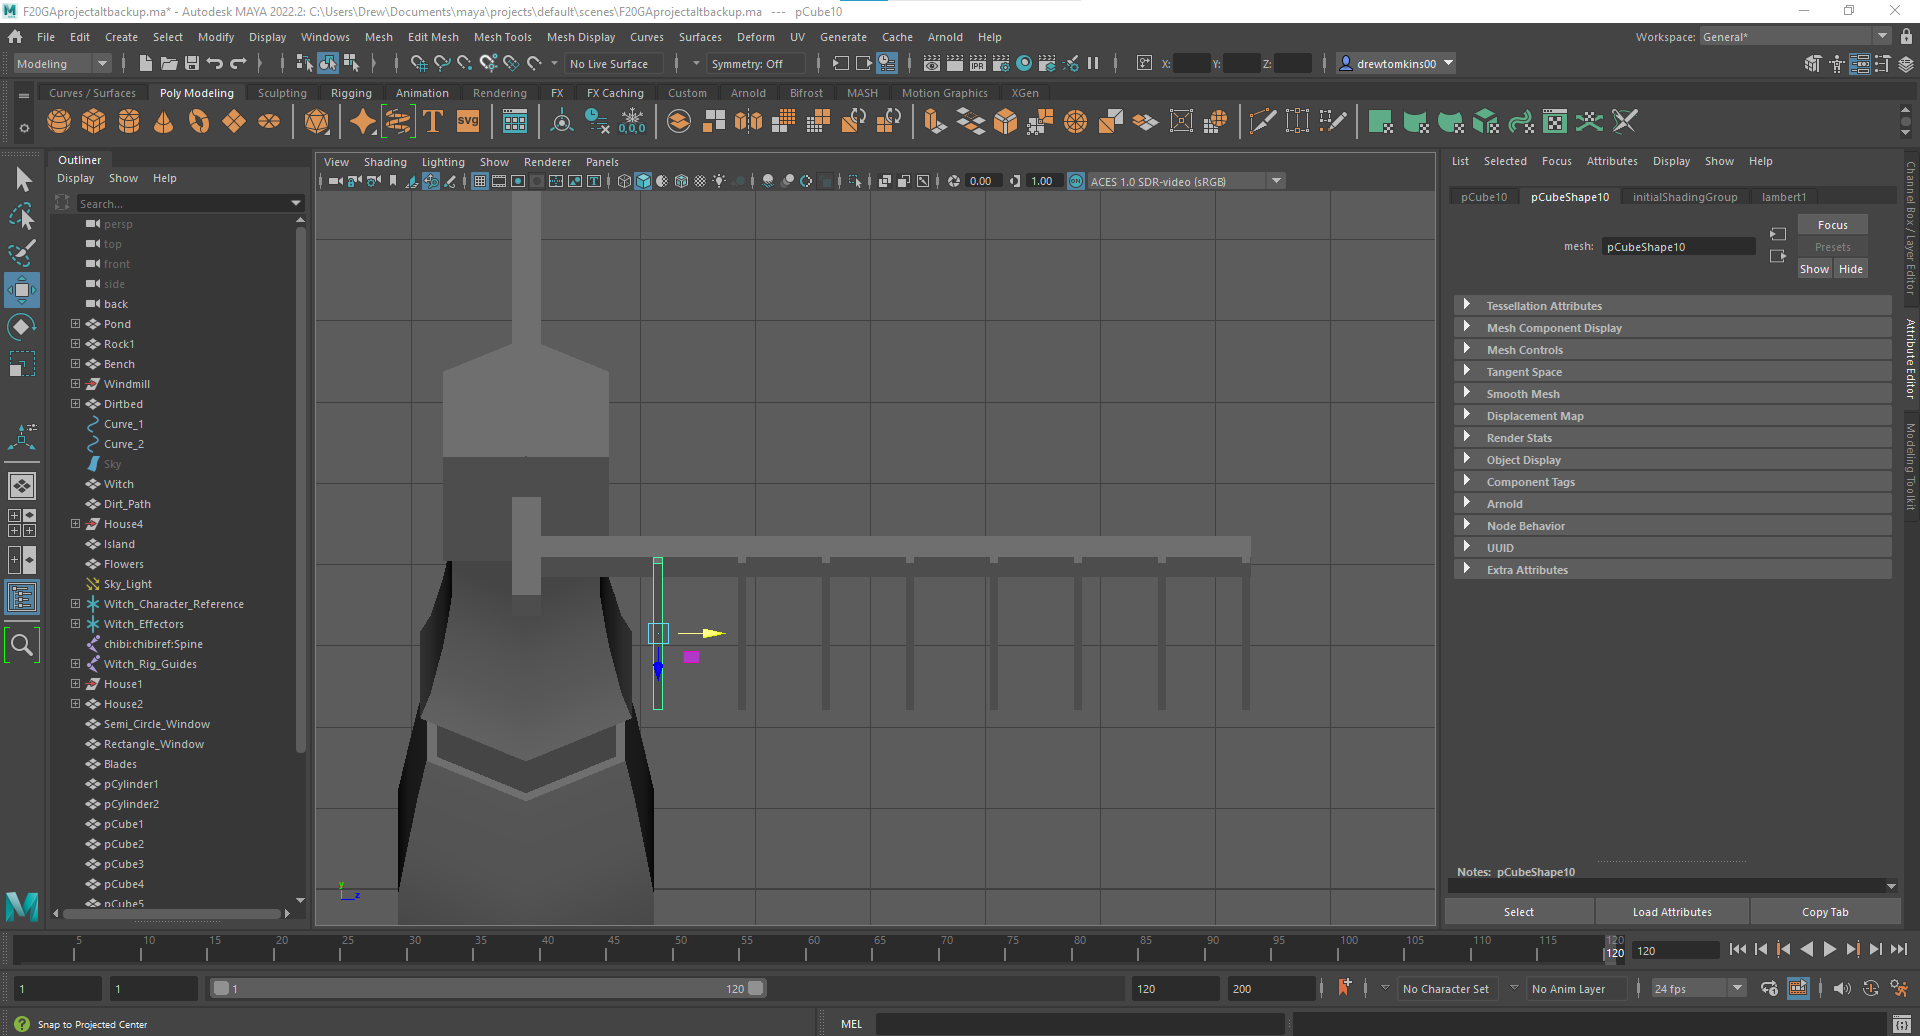 F20GAprojectaltbackup.ma* - Autodesk MAYA 2022.2: C:\Users\Drew\Documents\maya\projects\default\scenes\F20GAprojectaltbackup.ma --- pCube10
File Edit Create Select Modify Display Windows Mesh Edit Mesh Mesh Tools Mesh Display Curves Surfaces Deform UV Generate Cache Arnold Help
Workspace: General*
Modeling
No Live Surface
Symmetry: Off
X: Y: Z:
drewtomkins00
Curves / Surfaces Poly Modeling Sculpting Rigging Animation Rendering FX FX Caching Custom Arnold Bifrost MASH Motion Graphics XGen
T
svg
0,0,0
IPR
Outliner
Display Show Help
Search...
persp
top
front
side
back
Pond
Rock1
Bench
Windmill
Dirtbed
Curve_1
Curve_2
Sky
Witch
Dirt_Path
House4
Island
Flowers
Sky_Light
Witch_Character_Reference
Witch_Effectors
chibi:chibiref:Spine
Witch_Rig_Guides
House1
House2
Semi_Circle_Window
Rectangle_Window
Blades
pCylinder1
pCylinder2
pCube1
pCube2
pCube3
pCube4
pCube5
View Shading Lighting Show Renderer Panels
0.00 1.00 ON ACES 1.0 SDR-video (sRGB)
y
z
List Selected Focus Attributes Display Show Help
pCube10 pCubeShape10 initialShadingGroup lambert1
mesh: pCubeShape10
Focus
Presets
Show Hide
Tessellation Attributes
Mesh Component Display
Mesh Controls
Tangent Space
Smooth Mesh
Displacement Map
Render Stats
Object Display
Component Tags
Arnold
Node Behavior
UUID
Extra Attributes
Notes: pCubeShape10
Select Load Attributes Copy Tab
Channel Box / Layer Editor
Attribute Editor
Modeling Toolkit
5 10 15 20 25 30 35 40 45 50 55 60 65 70 75 80 85 90 95 100 105 110 115 120
120
120
1 1 1 120 120 200
No Character Set
No Anim Layer
24 fps
Snap to Projected Center
MEL